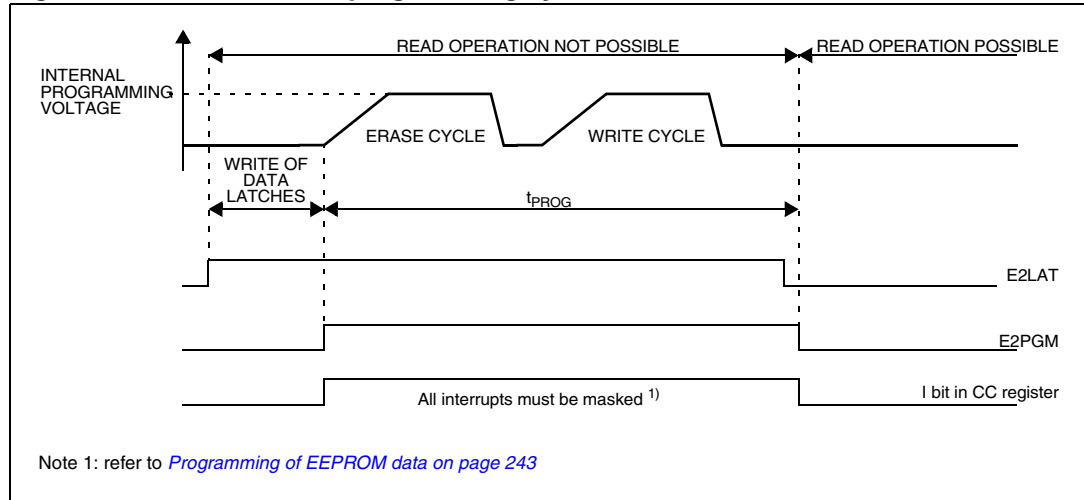 READ OPERATION NOT POSSIBLE
READ OPERATION POSSIBLE
INTERNAL
PROGRAMMING
VOLTAGE
ERASE CYCLE
WRITE CYCLE
WRITE OF
DATA
LATCHES
tPROG
E2LAT
E2PGM
All interrupts must be masked 1)
I bit in CC register
Note 1: refer to Programming of EEPROM data on page 243